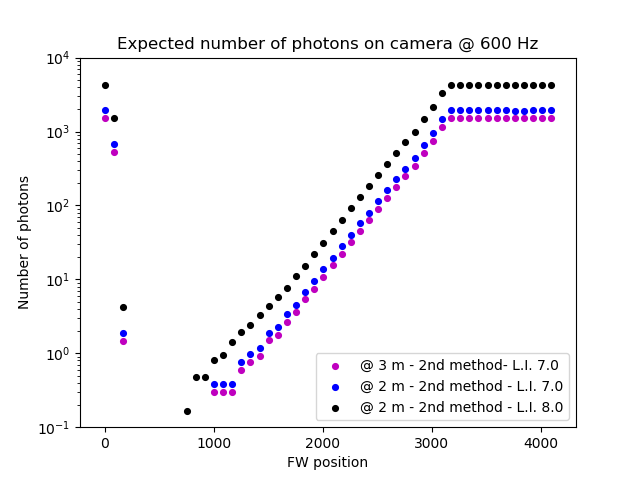 Expected number of photons on camera @ 600 Hz
Number of photons
10^4
10^3
10^2
10^1
10^0
10^-1
@ 3 m - 2nd method- L.I. 7.0
@ 2 m - 2nd method - L.I. 7.0
@ 2 m - 2nd method - L.I. 8.0
0 1000 2000 3000 4000
FW position